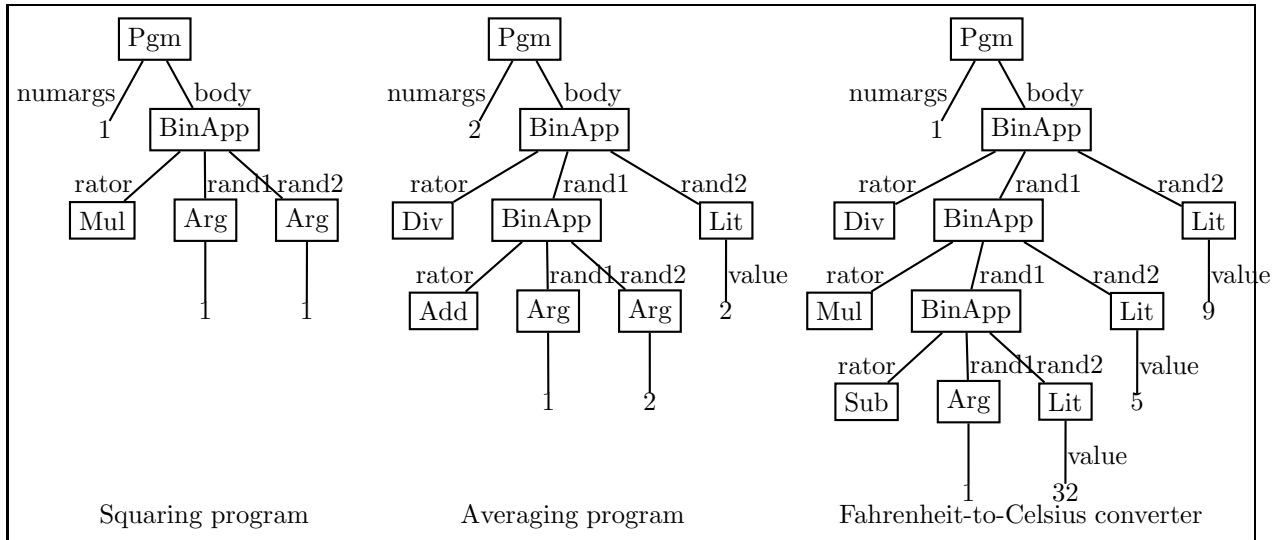 Pgm Pgm Pgm
numargs body numargs body numargs body
1 BinApp 2 BinApp 1 BinApp
rator rand1 rand2 rator rand1 rand2 rator rand1 rand2
Mul Arg Arg Div BinApp Lit Div BinApp Lit
rator rand1 rand2 value rator rand1 rand2 value
1 1 Add Arg Arg 2 Mul BinApp Lit 9
rator rand1 rand2 value
1 2 Sub Arg Lit 5
value
1 32
Squaring program Averaging program Fahrenheit-to-Celsius converter